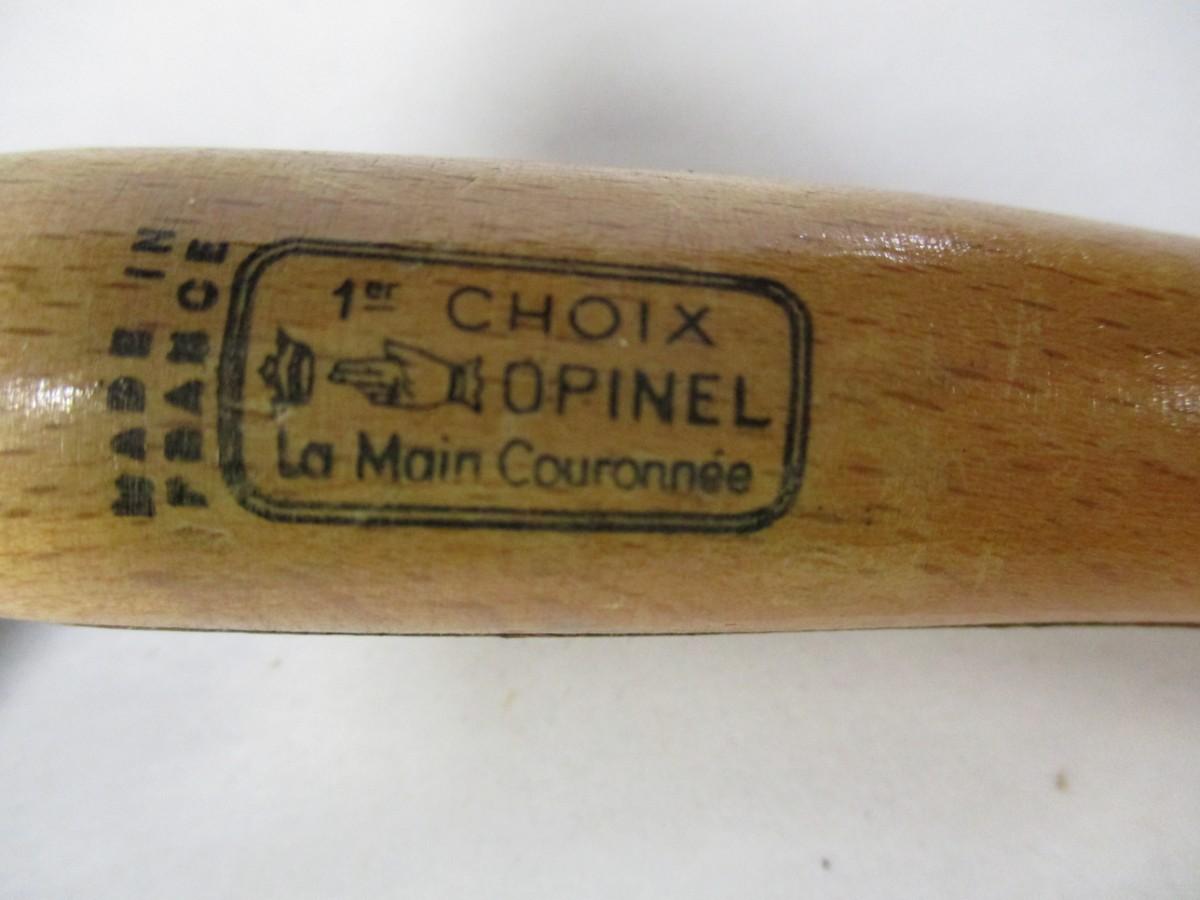 MADE IN
FRANCE
1er CHOIX
OPINEL
La Main Couronnée